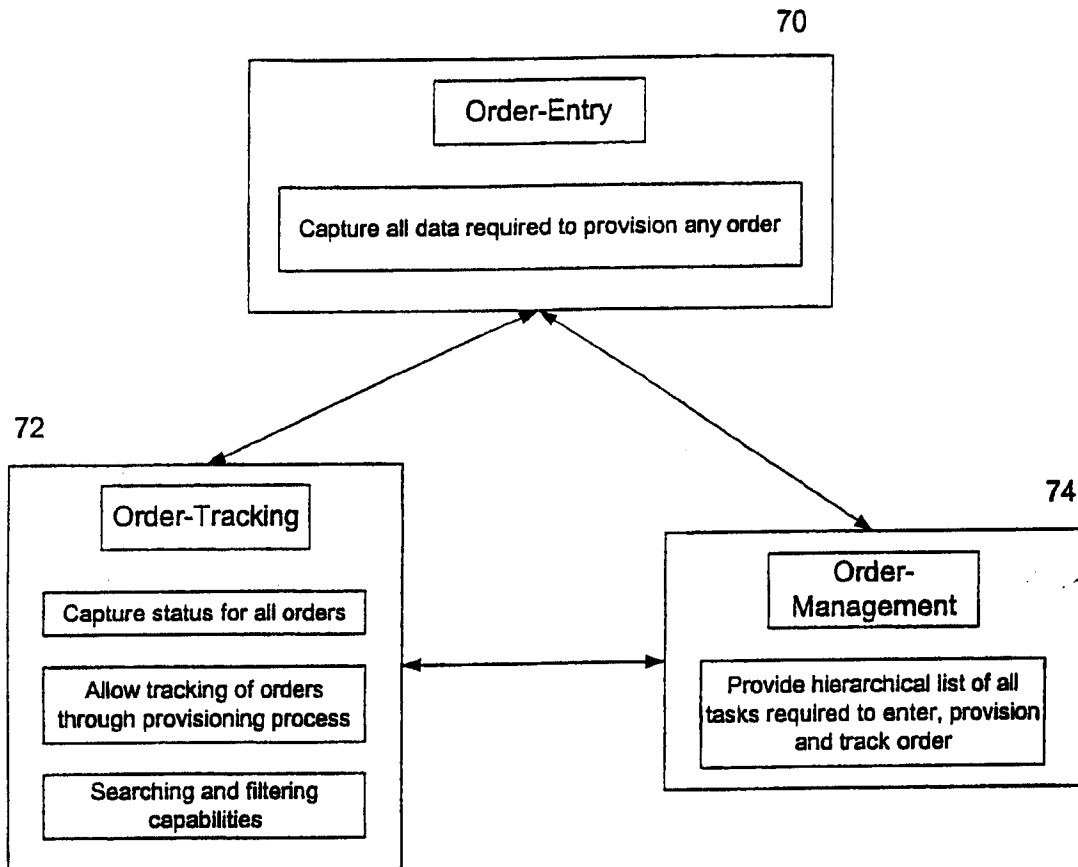 70
Order-Entry
Capture all data required to provision any order
72
Order-Tracking
Capture status for all orders
Allow tracking of orders
through provisioning process
Searching and filtering
capabilities
74
Order-
Management
Provide hierarchical list of all
tasks required to enter, provision
and track order